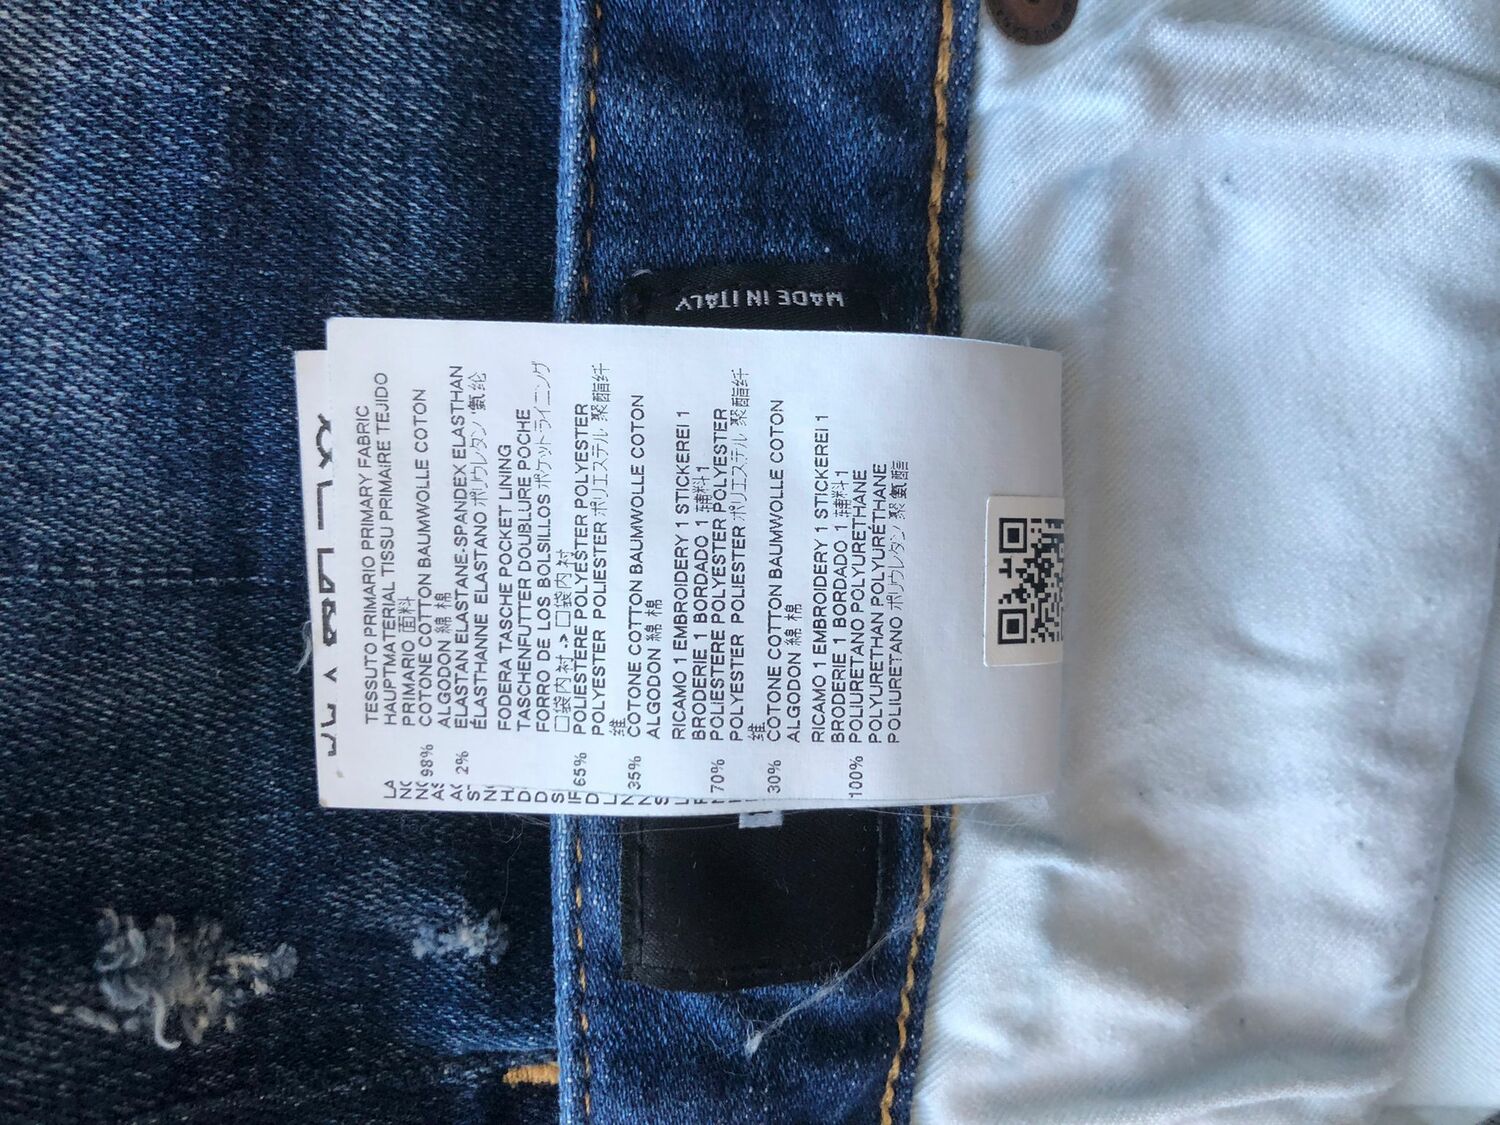 MADE IN ITALY
TESSUTO PRIMARIO PRIMARY FABRIC
HAUPTMATERIAL TISSU PRIMAIRE TEJIDO
PRIMARIO 面料
98% COTONE COTTON BAUMWOLLE COTON
ALGODON 綿 棉
2% ELASTAN ELASTANE-SPANDEX ELASTHAN
ÉLASTHANNE ELASTANO ポリウレタン 氨纶
FODERA TASCHE POCKET LINING
TASCHENFUTTER DOUBLURE POCHE
FORRO DE LOS BOLSILLOS ポケットライニング
口袋内衬 -> 口袋内衬
65% POLIESTERE POLYESTER POLYESTER
POLYESTER POLIESTER ポリエステル 聚酯纤
维
35% COTONE COTTON BAUMWOLLE COTON
ALGODON 綿 棉
RICAMO 1 EMBROIDERY 1 STICKEREI 1
BRODERIE 1 BORDADO 1 辅料1
70% POLIESTERE POLYESTER POLYESTER
POLYESTER POLIESTER ポリエステル 聚酯纤
维
30% COTONE COTTON BAUMWOLLE COTON
ALGODON 綿 棉
RICAMO 1 EMBROIDERY 1 STICKEREI 1
BRODERIE 1 BORDADO 1 辅料1
100% POLIURETANO POLYURETHANE
POLYURETHAN POLYURÉTHANE
POLIURETANO ポリウレタン 聚氨酯